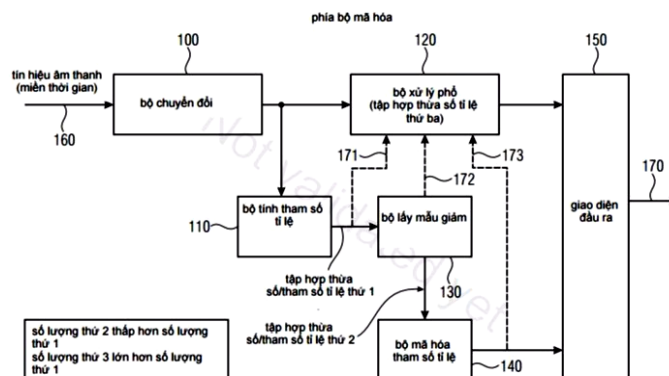 phía bộ mã hóa
100
120
150
tín hiệu âm thanh
(miền thời gian)
bộ chuyển đổi
bộ xử lý phổ
(tập hợp thừa số tỉ lệ
thứ ba)
160
171
173
172
170
bộ tính tham số
tỉ lệ
bộ lấy mẫu giảm
giao diện
đầu ra
110
tập hợp thừa
số/tham số tỉ lệ thứ 1
130
tập hợp thừa
số/tham số tỉ lệ thứ 2
số lượng thứ 2 thấp hơn số lượng
thứ 1
số lượng thứ 3 lớn hơn số lượng
thứ 1
bộ mã hóa
tham số tỉ lệ
140